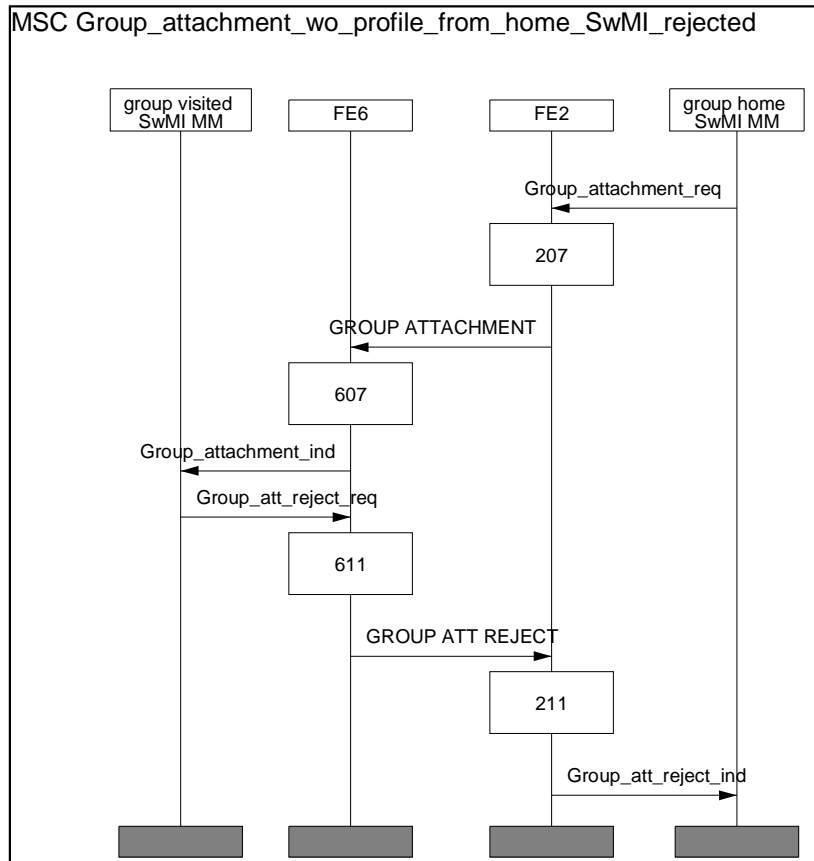 MSC Group_attachment_wo_profile_from_home_SwMI_rejected
group visited
SwMI MM
FE6
FE2
group home
SwMI MM
Group_attachment_req
207
GROUP ATTACHMENT
607
Group_attachment_ind
Group_att_reject_req
611
GROUP ATT REJECT
211
Group_att_reject_ind